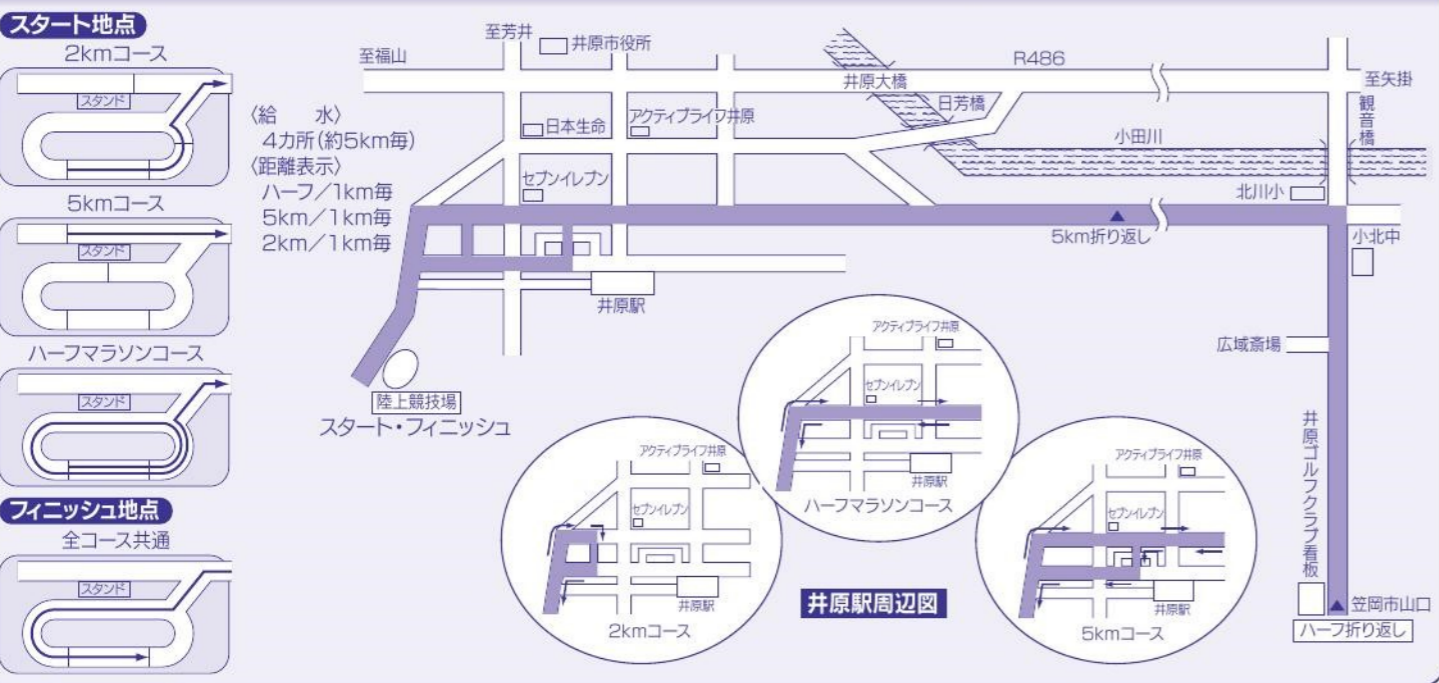 スタート地点
2kmコース
スタンド
5kmコース
スタンド
ハーフマラソンコース
スタンド
フィニッシュ地点
全コース共通
スタンド
〈給　水〉
4カ所(約5km毎)
〈距離表示〉
ハーフ／1km毎
5km／1km毎
2km／1km毎
至福山
至芳井
井原市役所
R486
井原大橋
至矢掛
日芳橋
観音橋
日本生命
アクティブライフ井原
小田川
セブンイレブン
北川小
5km折り返し
小北中
井原駅
広域斎場
陸上競技場
スタート・フィニッシュ
井原ゴルフクラブ看板
笠岡市山口
ハーフ折り返し
アクティブライフ井原
セブンイレブン
井原駅
ハーフマラソンコース
アクティブライフ井原
セブンイレブン
井原駅
2kmコース
井原駅周辺図
アクティブライフ井原
セブンイレブン
井原駅
5kmコース